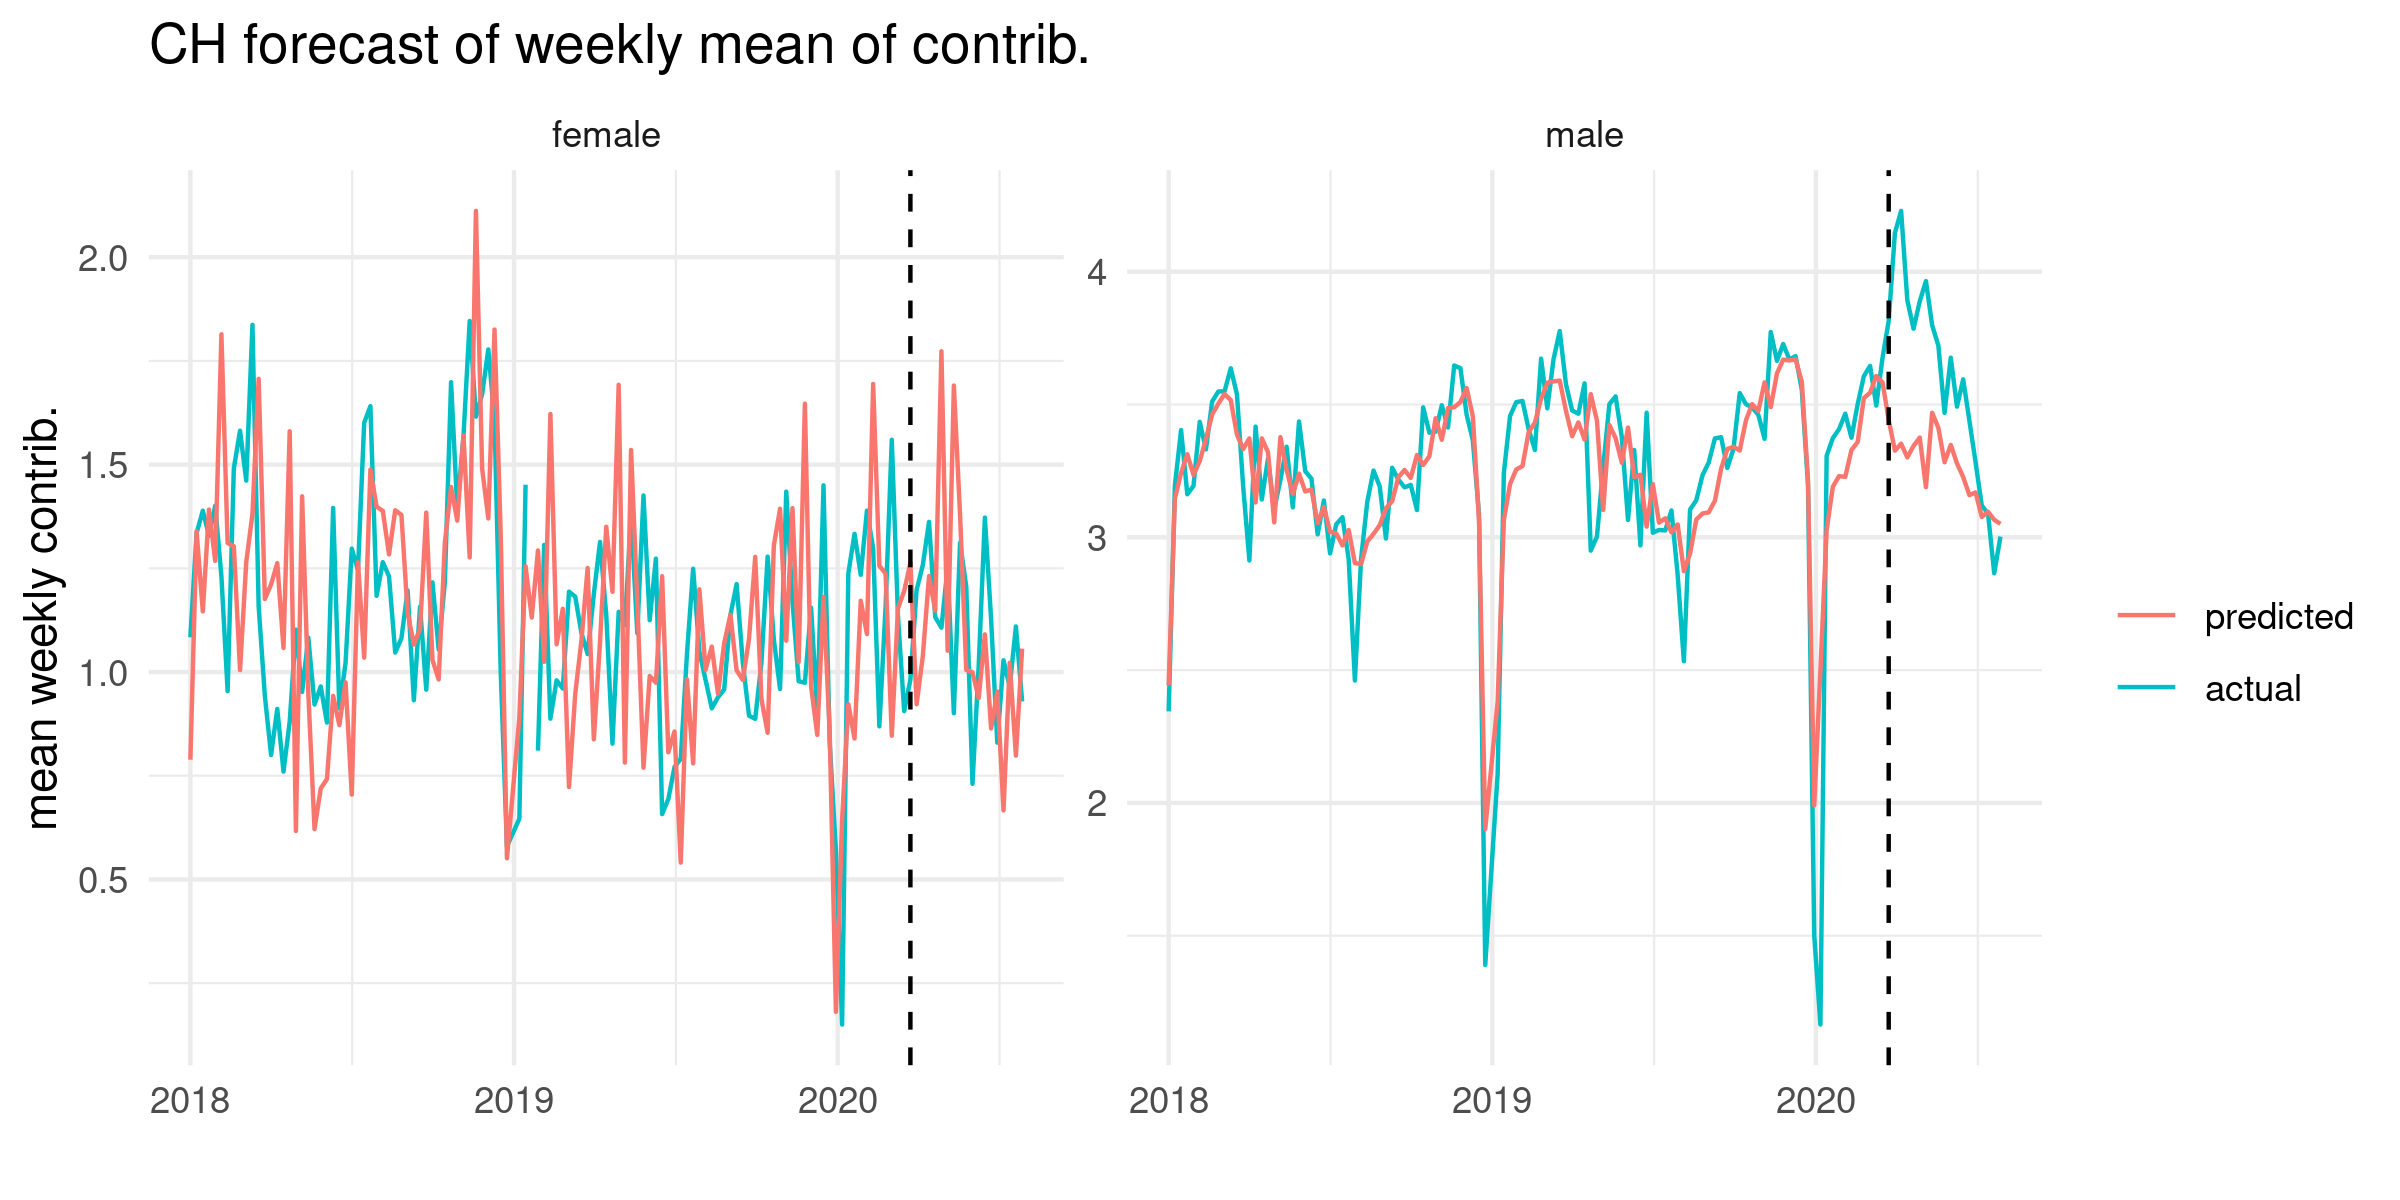 CH forecast of weekly mean of contrib.
female
male
mean weekly contrib.
2.0
1.5
1.0
0.5
4
3
2
2018
2019
2020
2018
2019
2020
predicted
actual